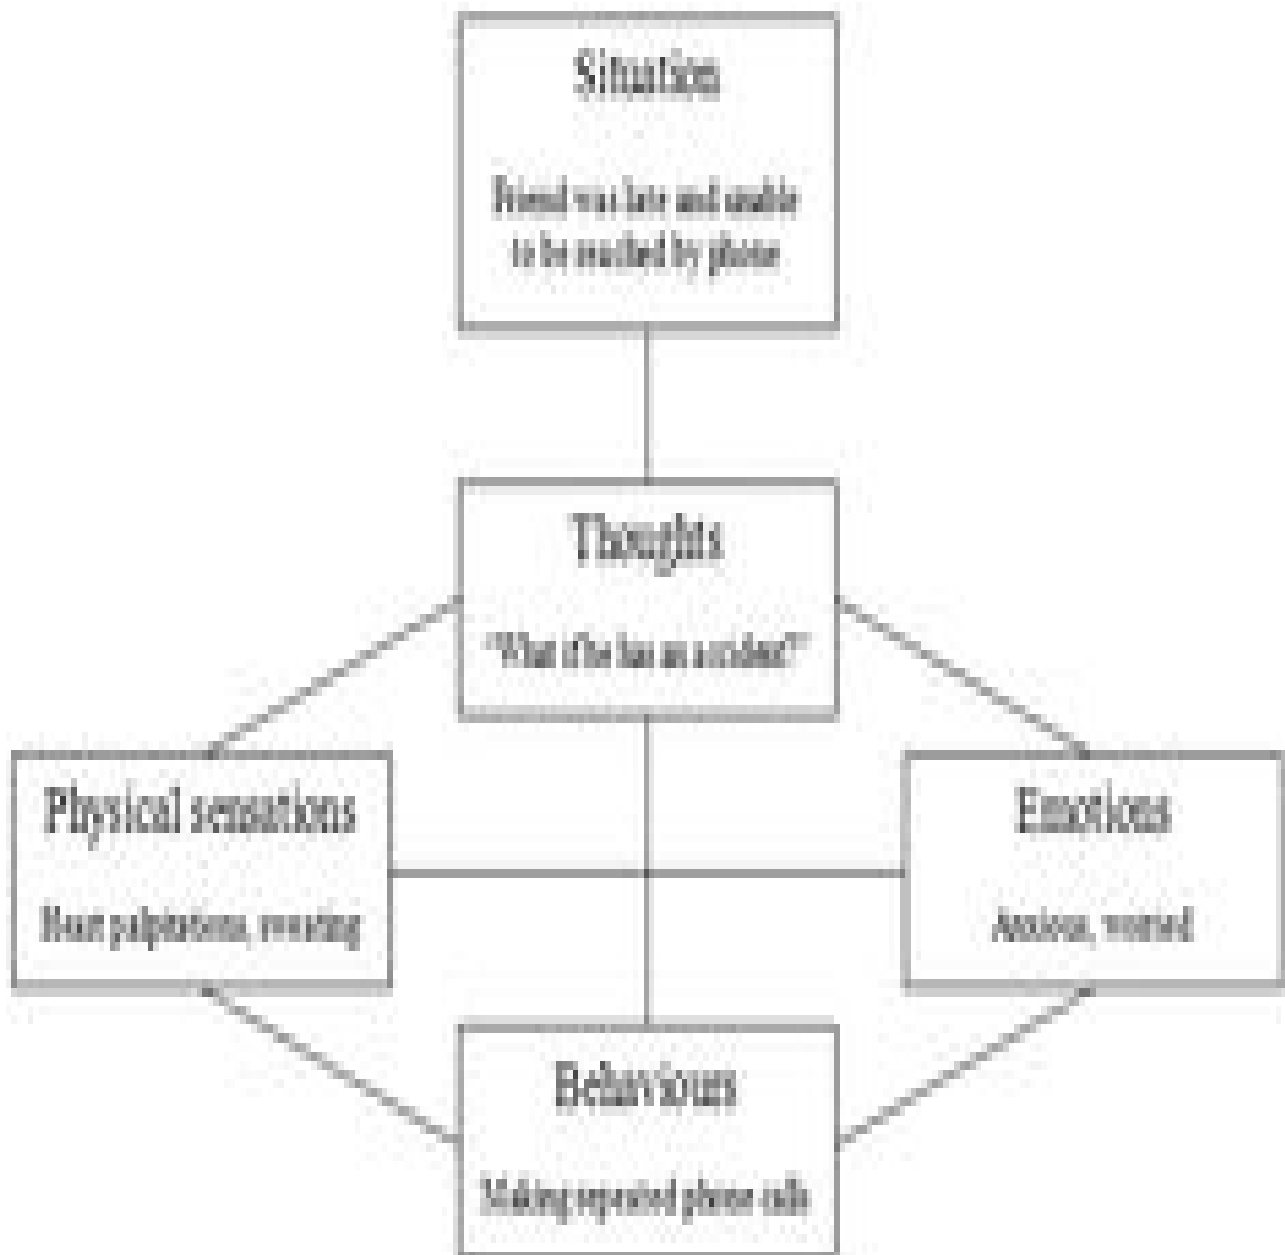 Situation
Friend was late and unable
to be reached by phone
Thoughts
"What if he has an accident?"
Physical sensations
Heart palpitations, sweating
Emotions
Anxious, worried
Behaviours
Making repeated phone calls